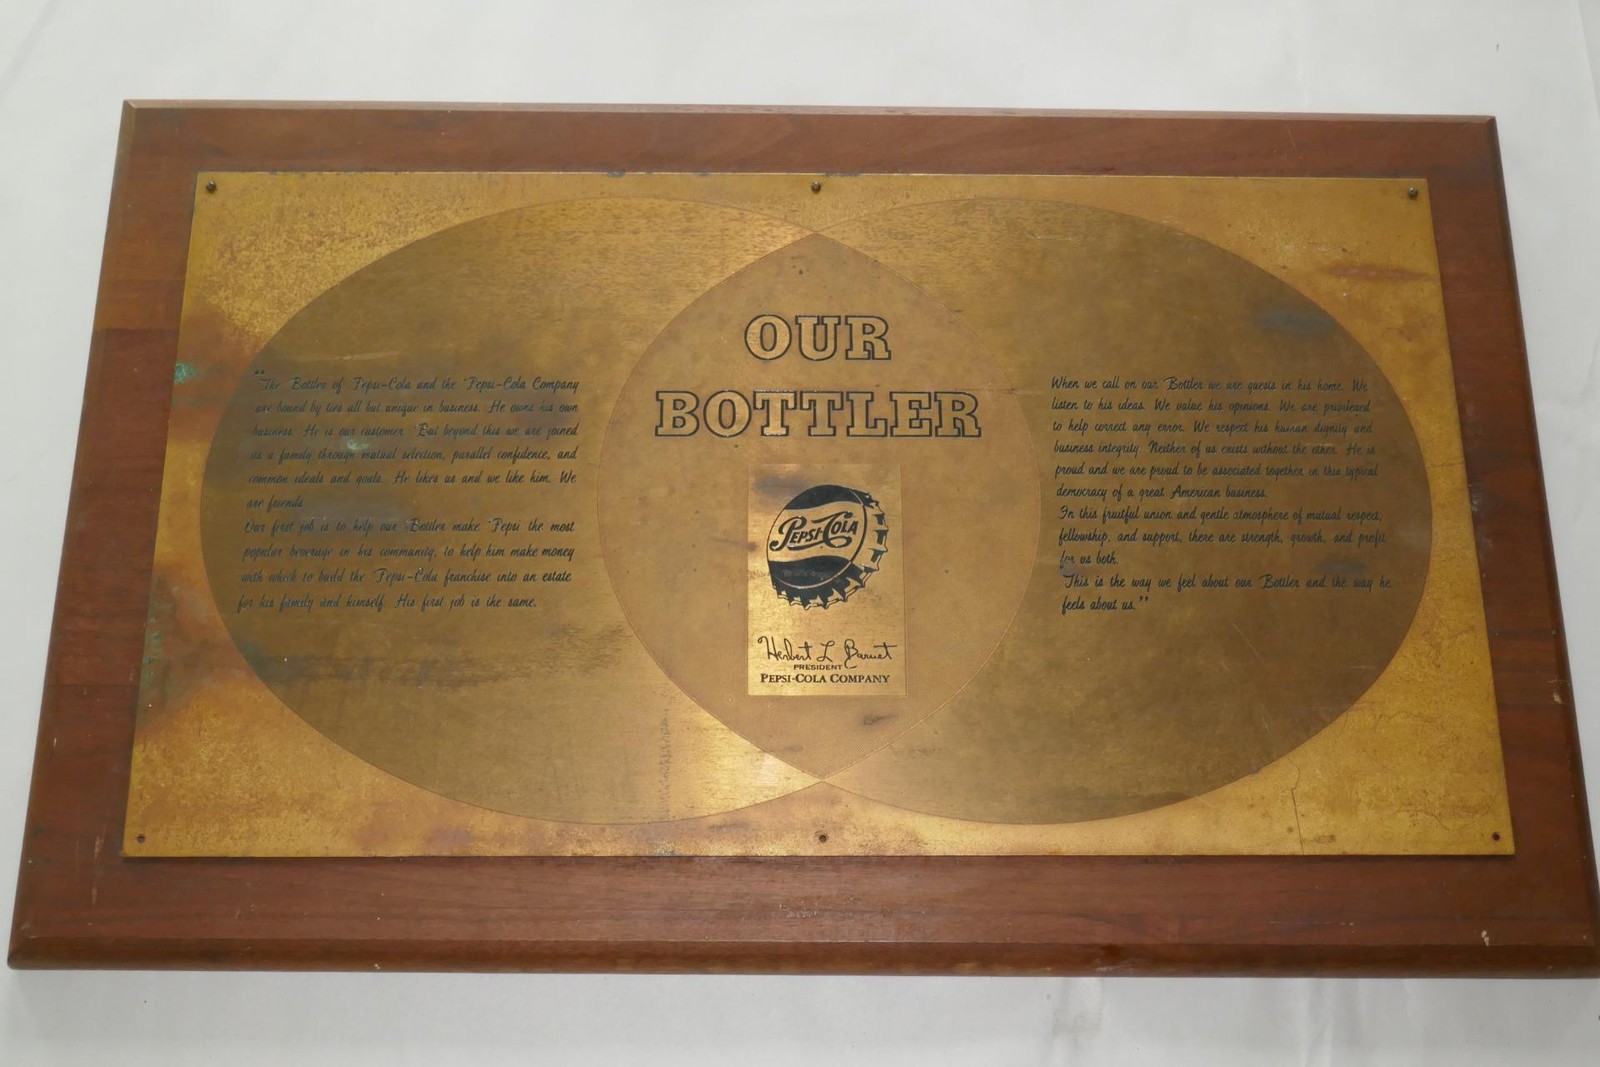 OUR
BOTTLER
"The Bottler of Pepsi-Cola and the Pepsi-Cola Company
are bound by ties all but unique in business. He owns his own
business. He is our customer. But beyond this we are joined
as a family through mutual selection, parallel confidence, and
common ideals and goals. He likes us and we like him. We
are friends.
Our first job is to help our Bottler make Pepsi the most
popular beverage in his community, to help him make money
with which to build the Pepsi-Cola franchise into an estate
for his family and himself. His first job is the same.
When we call on our Bottler we are guests in his home. We
listen to his ideas. We value his opinions. We are privileged
to help correct any error. We respect his human dignity and
business integrity. Neither of us exists without the other. He is
proud and we are proud to be associated together in this typical
democracy of a great American business.
In this fruitful union and gentle atmosphere of mutual respect,
fellowship, and support, there are strength, growth, and profit
for us both.
This is the way we feel about our Bottler and the way he
feels about us."
PEPSI-COLA
Herbert L Barnet
PRESIDENT
PEPSI-COLA COMPANY